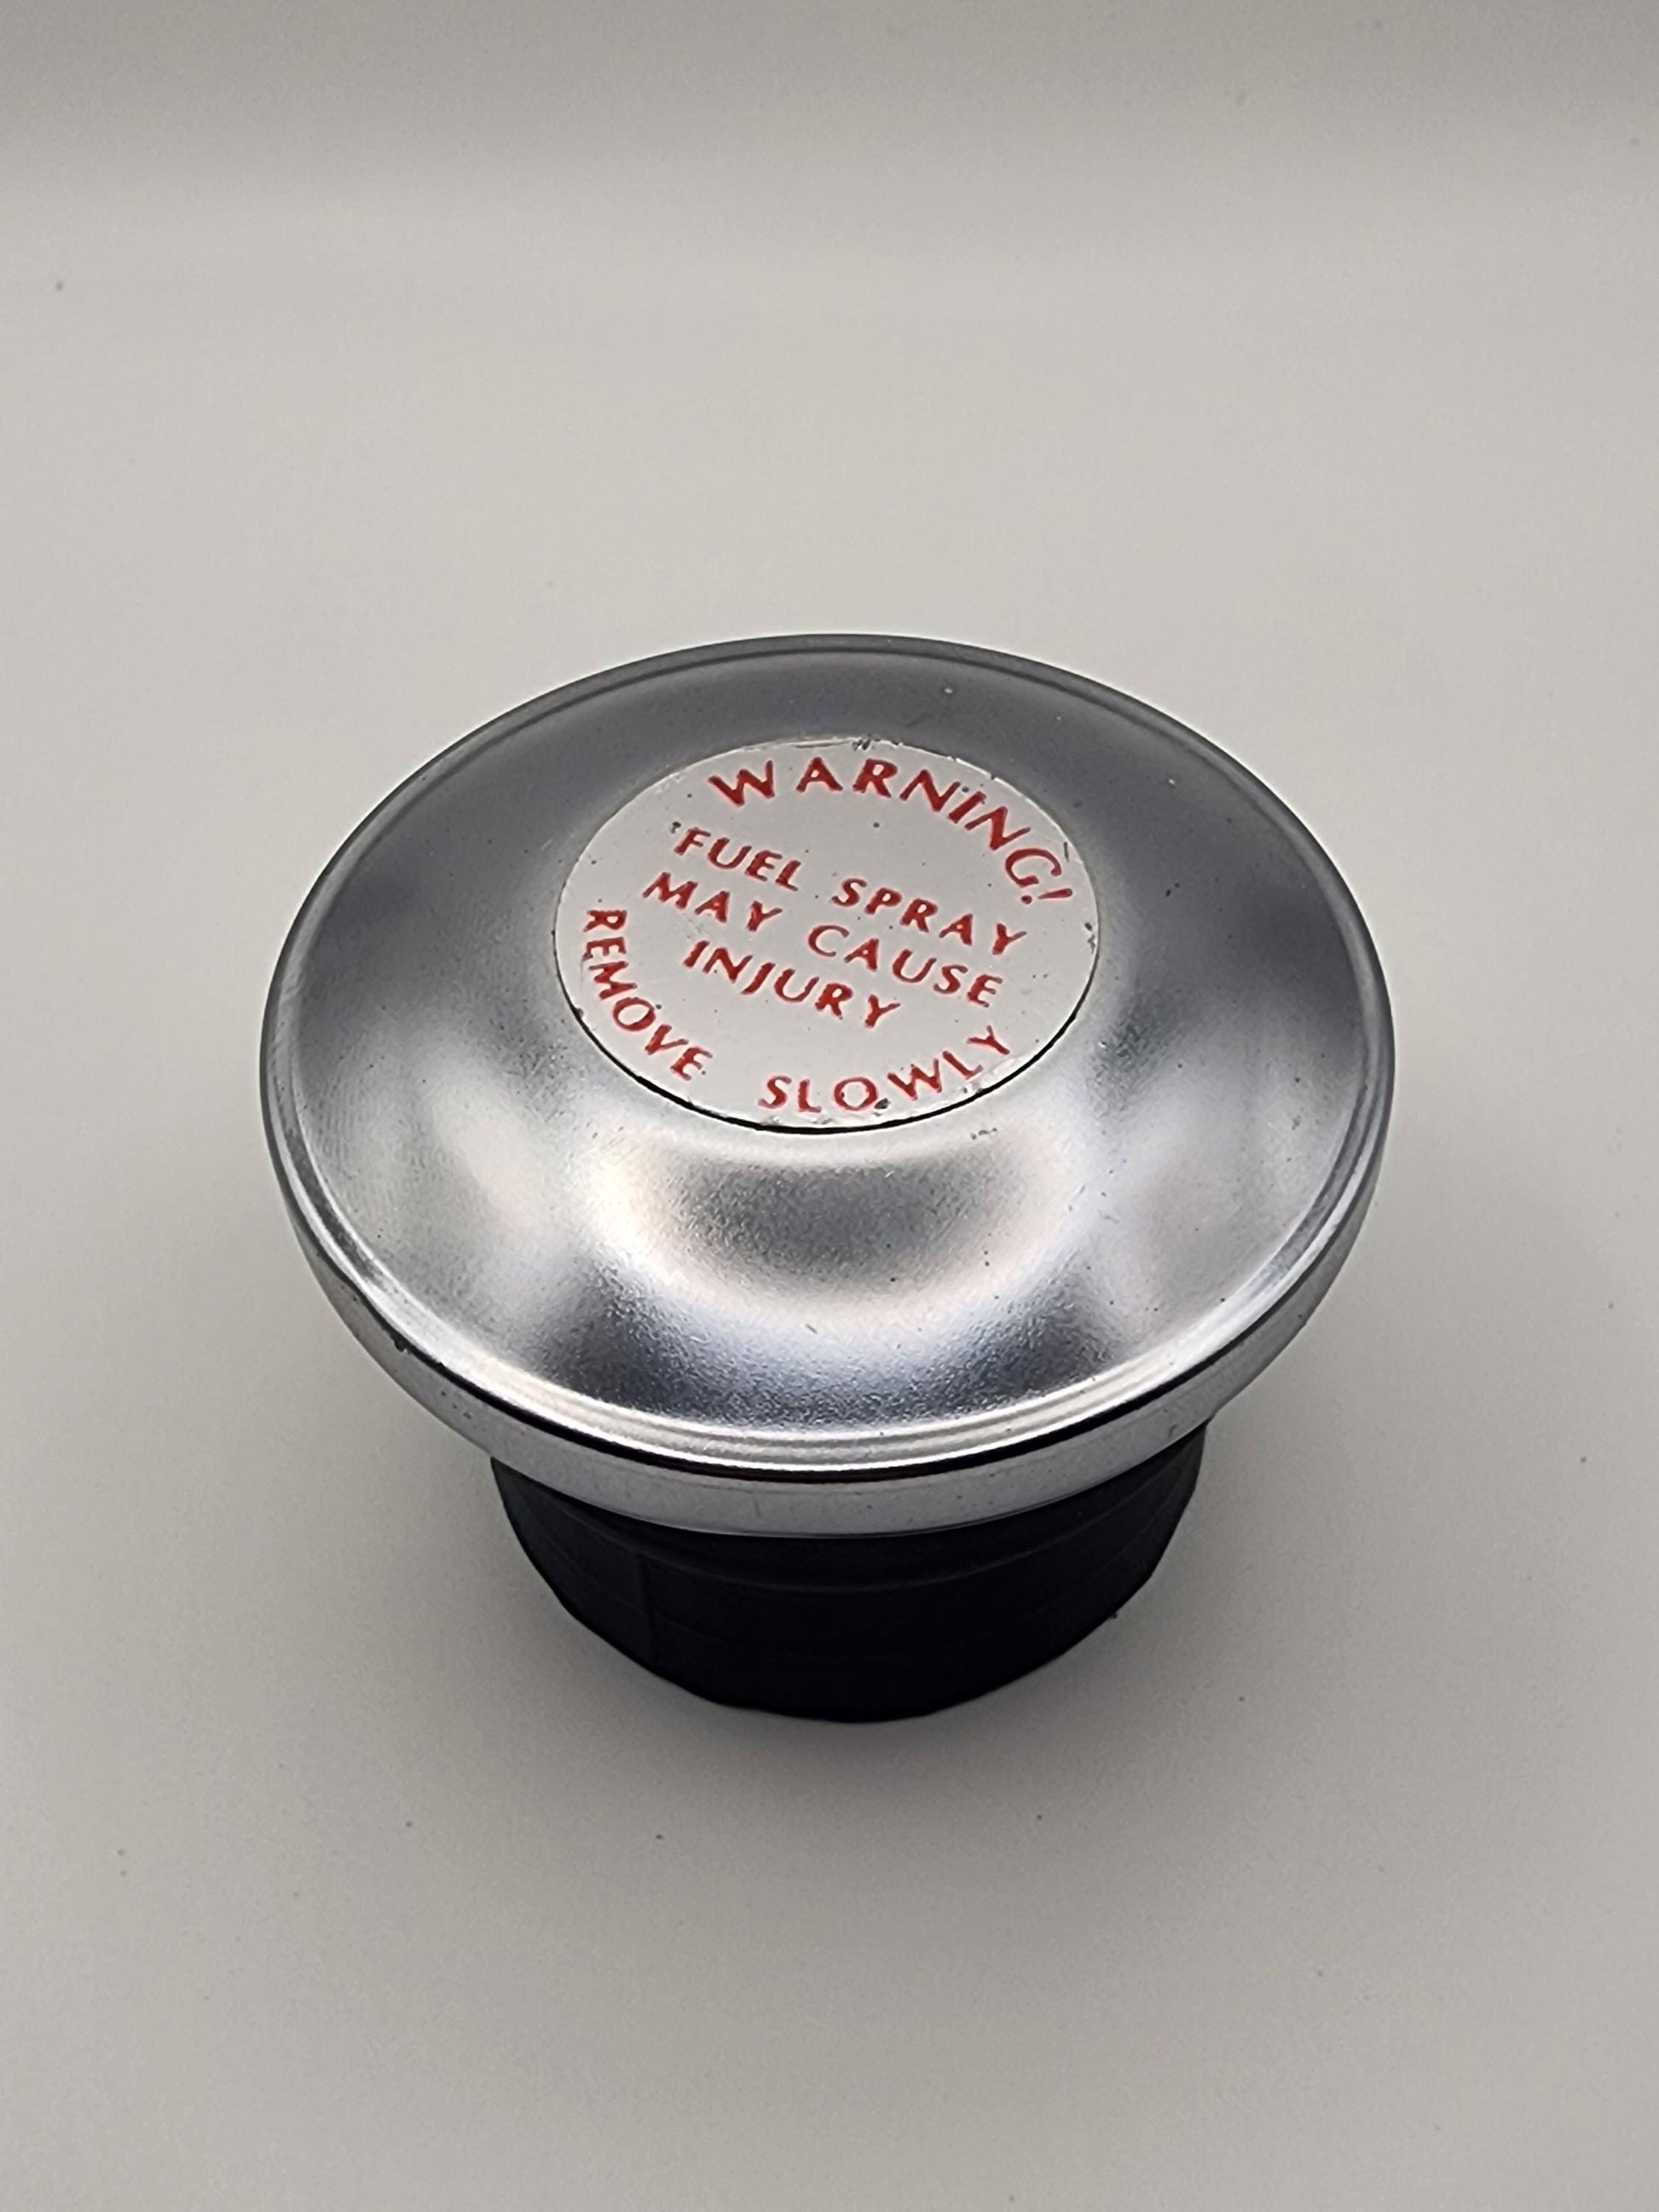 WARNING!
FUEL SPRAY
MAY CAUSE
INJURY
REMOVE SLOWLY